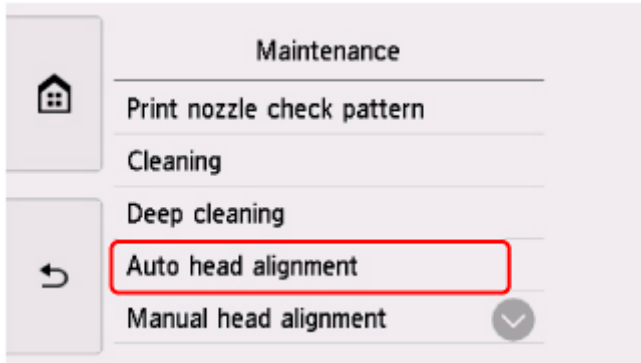 Maintenance
Print nozzle check pattern
Cleaning
Deep cleaning
Auto head alignment
Manual head alignment